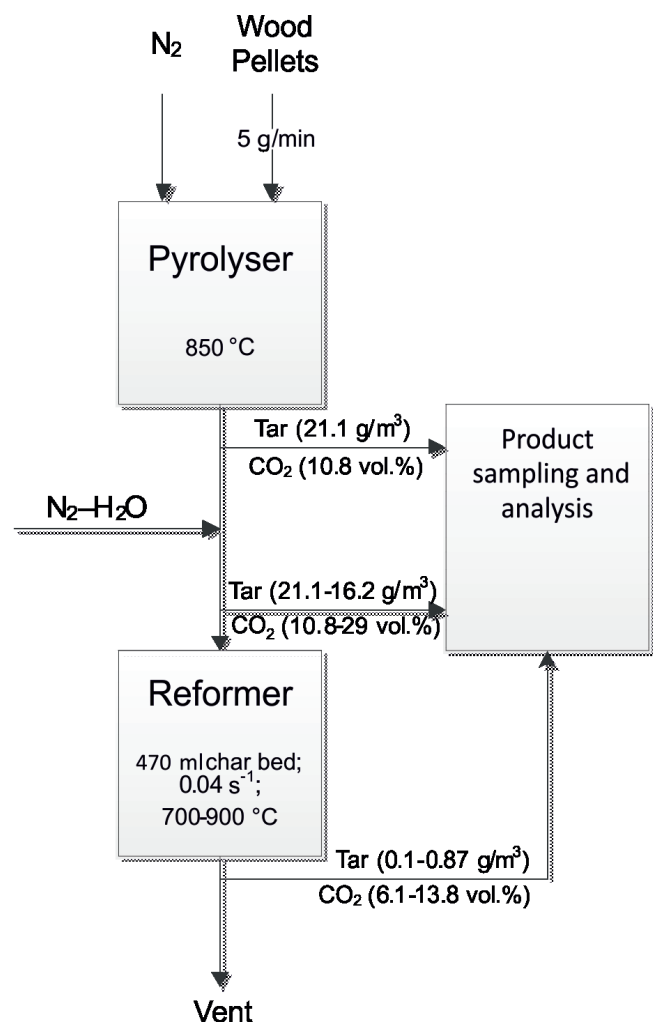 N₂
Wood
Pellets
5 g/min
Pyrolyser
850 °C
Tar (21.1 g/m³)
CO₂ (10.8 vol.%)
Product
sampling and
analysis
N₂–H₂O
Tar (21.1-16.2 g/m³)
CO₂ (10.8-29 vol.%)
Reformer
470 ml char bed;
0.04 s⁻¹;
700-900 °C
Tar (0.1-0.87 g/m³)
CO₂ (6.1-13.8 vol.%)
Vent